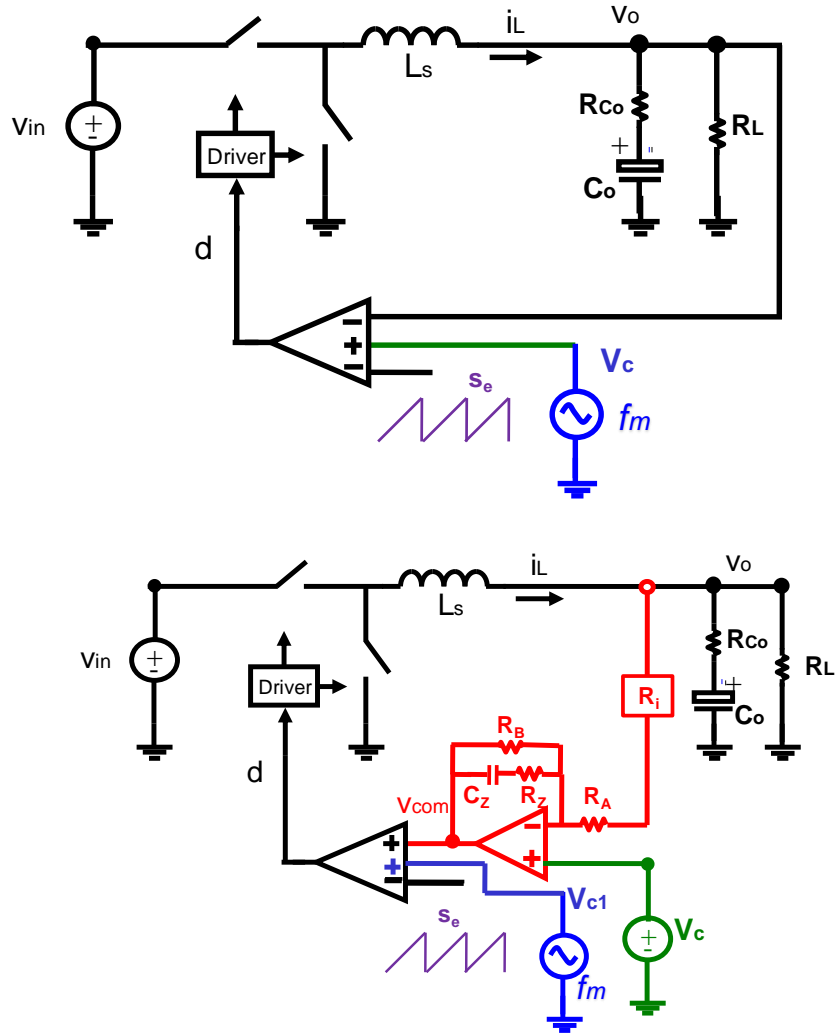 iL
vo
Ls
RCo
RL
vin
+
-
Driver
+
"
Co
d
−
+
−
Vc
se
fm
iL
vo
Ls
RCo
RL
vin
+
-
Driver
Ri
"+
Co
RB
d
CZ
RZ
RA
vcom
−
+
+
+
−
Vc1
Vc
+
-
se
fm